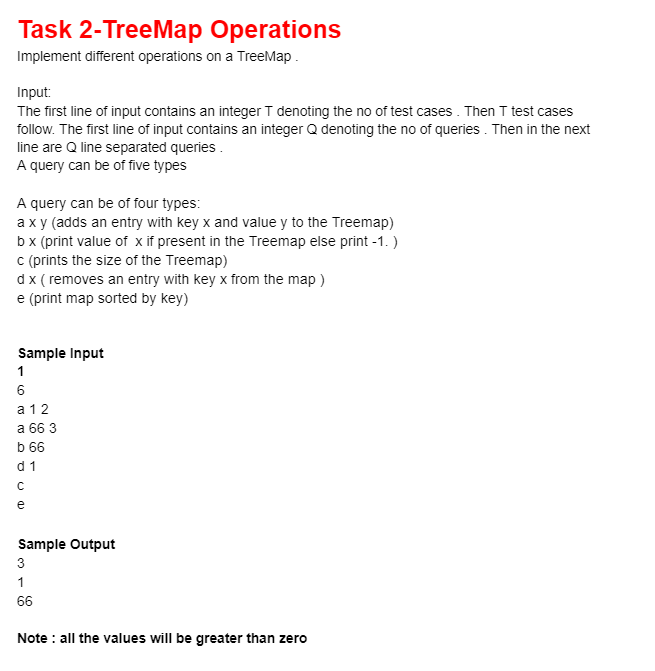 Task 2-TreeMap Operations
Implement different operations on a TreeMap .
Input:
The first line of input contains an integer T denoting the no of test cases . Then T test cases
follow. The first line of input contains an integer Q denoting the no of queries . Then in the next
line are Q line separated queries .
A query can be of five types
A query can be of four types:
a x y (adds an entry with key x and value y to the Treemap)
b x (print value of  x if present in the Treemap else print -1. )
c (prints the size of the Treemap)
d x ( removes an entry with key x from the map )
e (print map sorted by key)
Sample Input
1
6
a 1 2
a 66 3
b 66
d 1
c
e
Sample Output
3
1
66
Note : all the values will be greater than zero